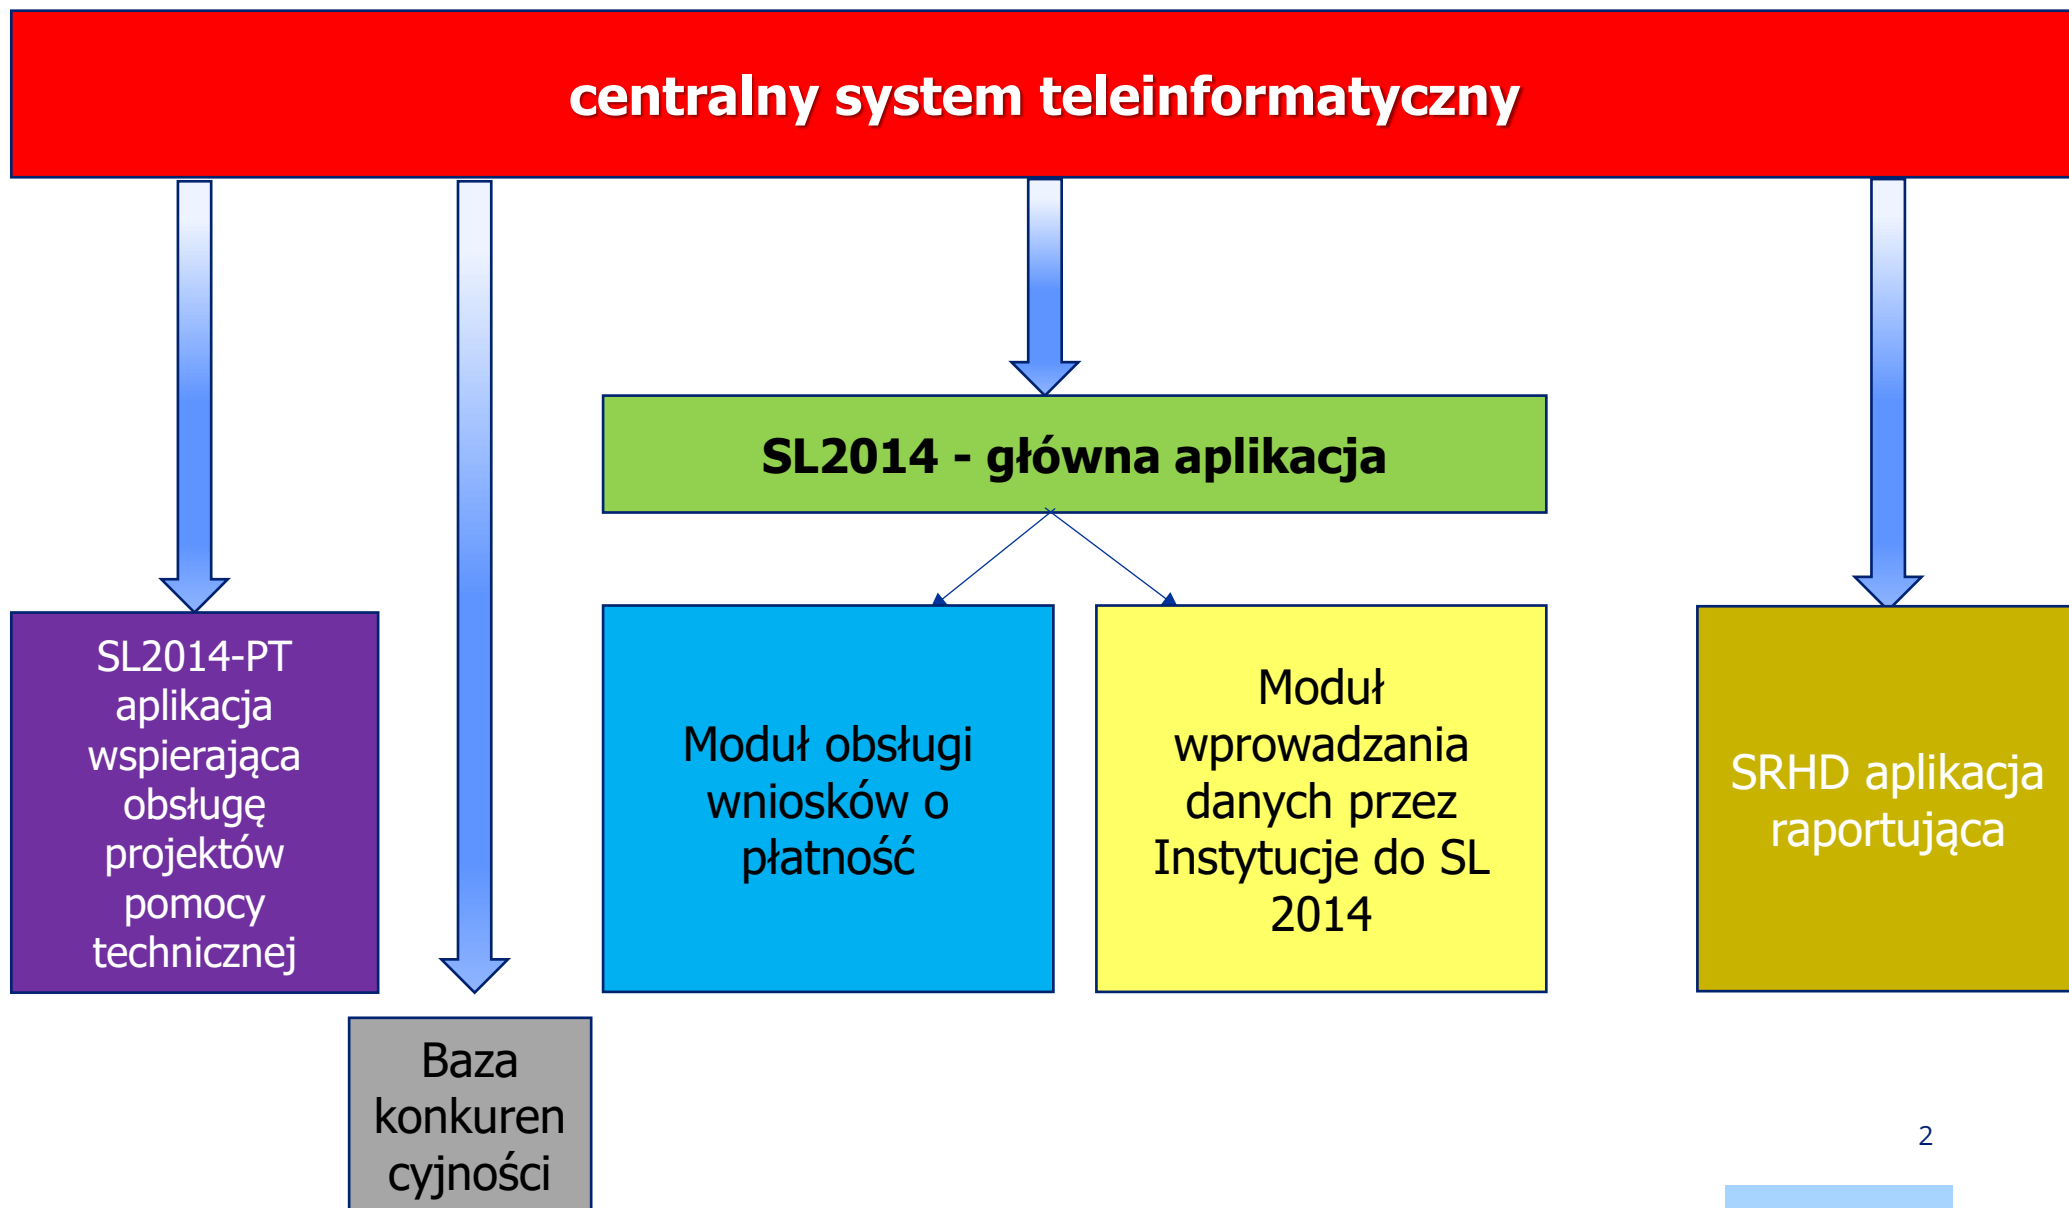 centralny system teleinformatyczny
SL2014 - główna aplikacja
SL2014-PT
aplikacja
wspierająca
obsługę
projektów
pomocy
technicznej
Moduł obsługi
wniosków o
płatność
Moduł
wprowadzania
danych przez
Instytucje do SL
2014
SRHD aplikacja
raportująca
Baza
konkuren
cyjności
2